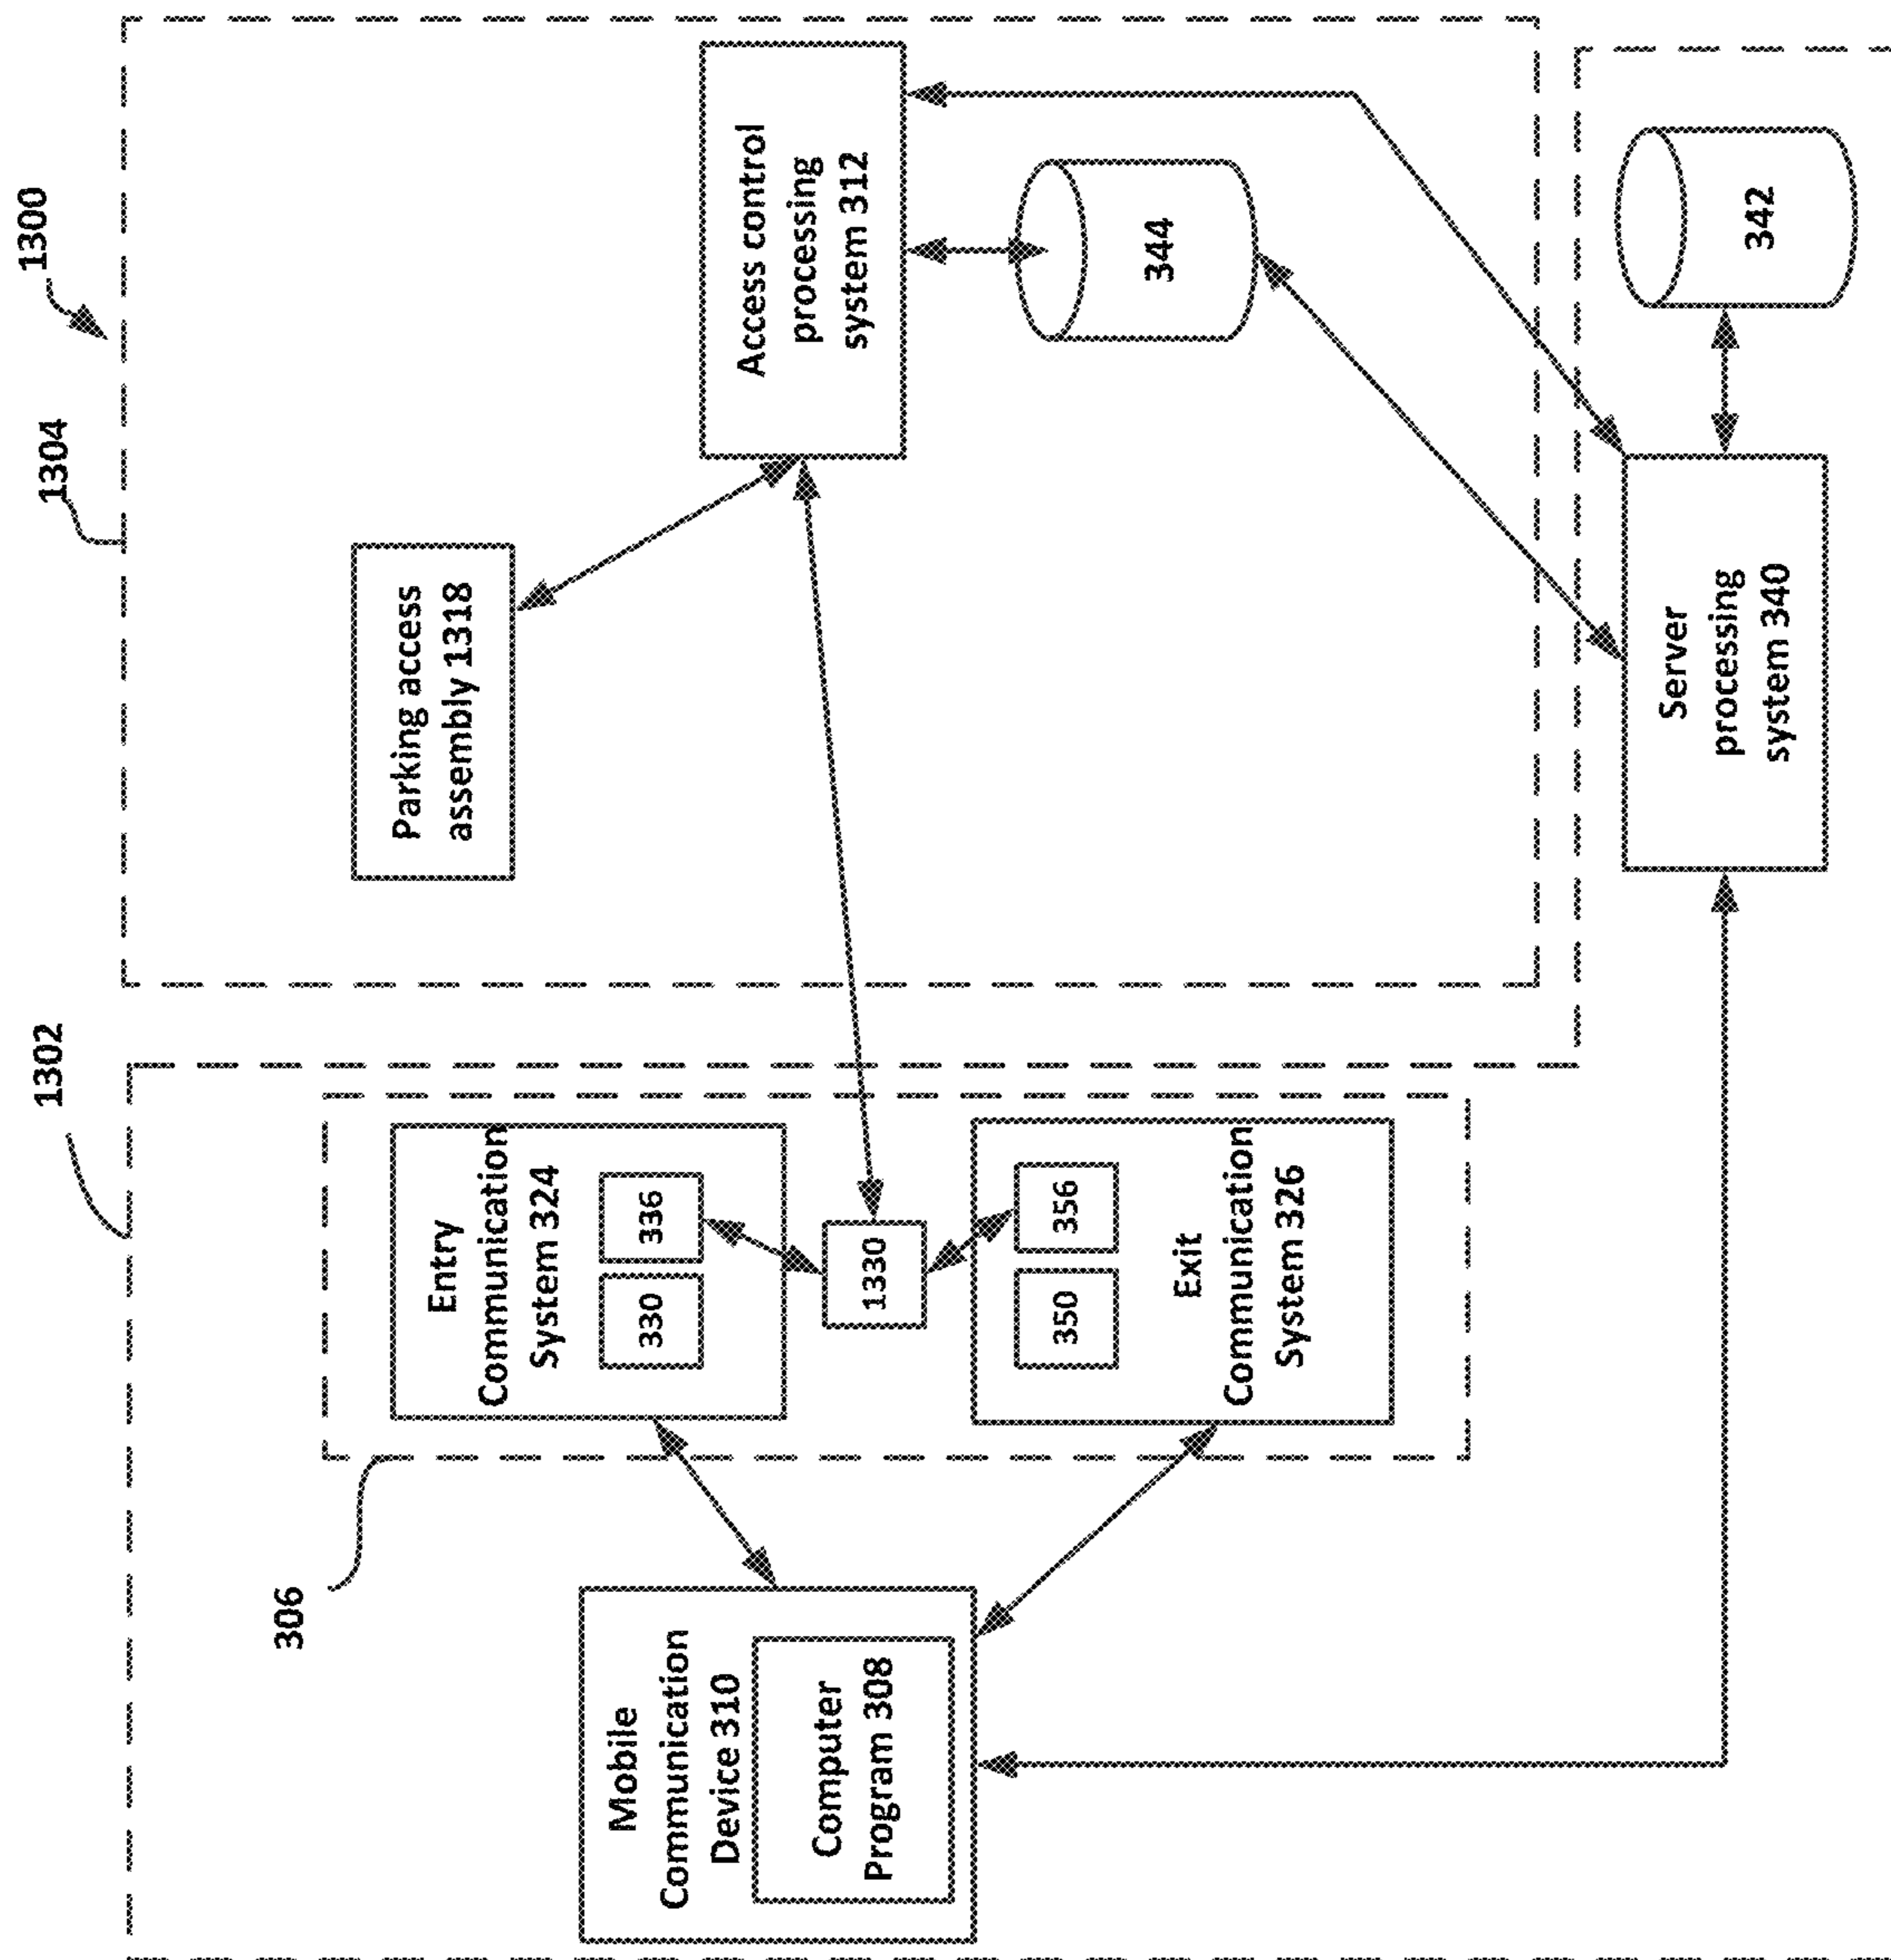 1300
1302
1304
306
Mobile
Communication
Device 310
Computer
Program 308
Entry
Communication
System 324
330
336
1330
350
356
Exit
Communication
System 326
Parking access
assembly 1318
Access control
processing
system 312
344
Server
processing
system 340
342